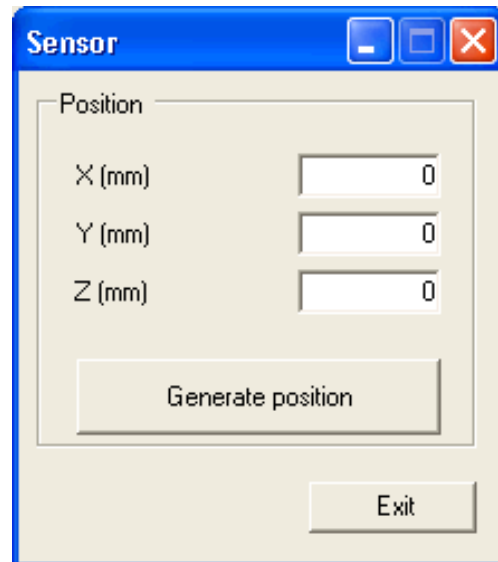 Sensor
Position
X (mm) 0
Y (mm) 0
Z (mm) 0
Generate position
Exit